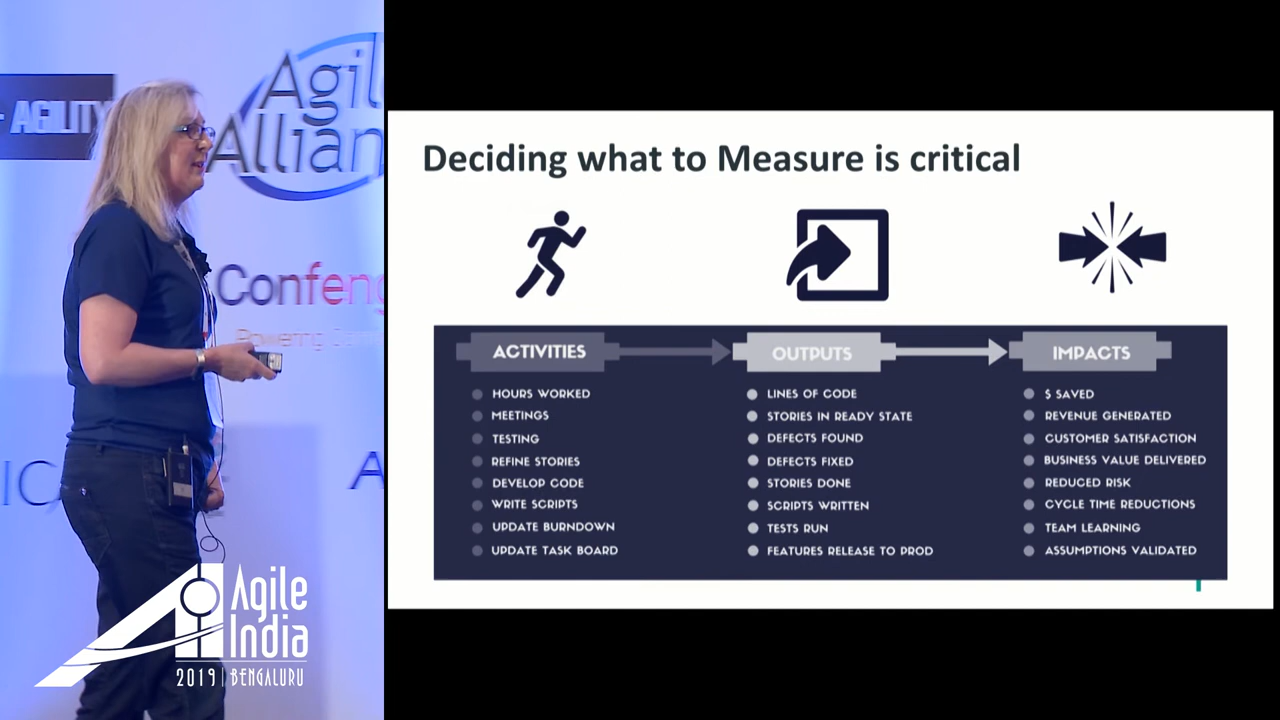 AGILITY
Agil
Allian
Confeng
Powering
Agile
India
2019 | BENGALURU
Deciding what to Measure is critical
ACTIVITIES
HOURS WORKED
MEETINGS
TESTING
REFINE STORIES
DEVELOP CODE
WRITE SCRIPTS
UPDATE BURNDOWN
UPDATE TASK BOARD
OUTPUTS
LINES OF CODE
STORIES IN READY STATE
DEFECTS FOUND
DEFECTS FIXED
STORIES DONE
SCRIPTS WRITTEN
TESTS RUN
FEATURES RELEASE TO PROD
IMPACTS
$ SAVED
REVENUE GENERATED
CUSTOMER SATISFACTION
BUSINESS VALUE DELIVERED
REDUCED RISK
CYCLE TIME REDUCTIONS
TEAM LEARNING
ASSUMPTIONS VALIDATED